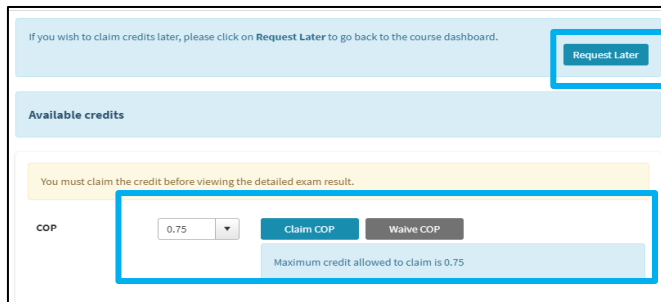 If you wish to claim credits later, please click on Request Later to go back to the course dashboard.
Request Later
Available credits
You must claim the credit before viewing the detailed exam result.
COP 0.75 Claim COP Waive COP
Maximum credit allowed to claim is 0.75